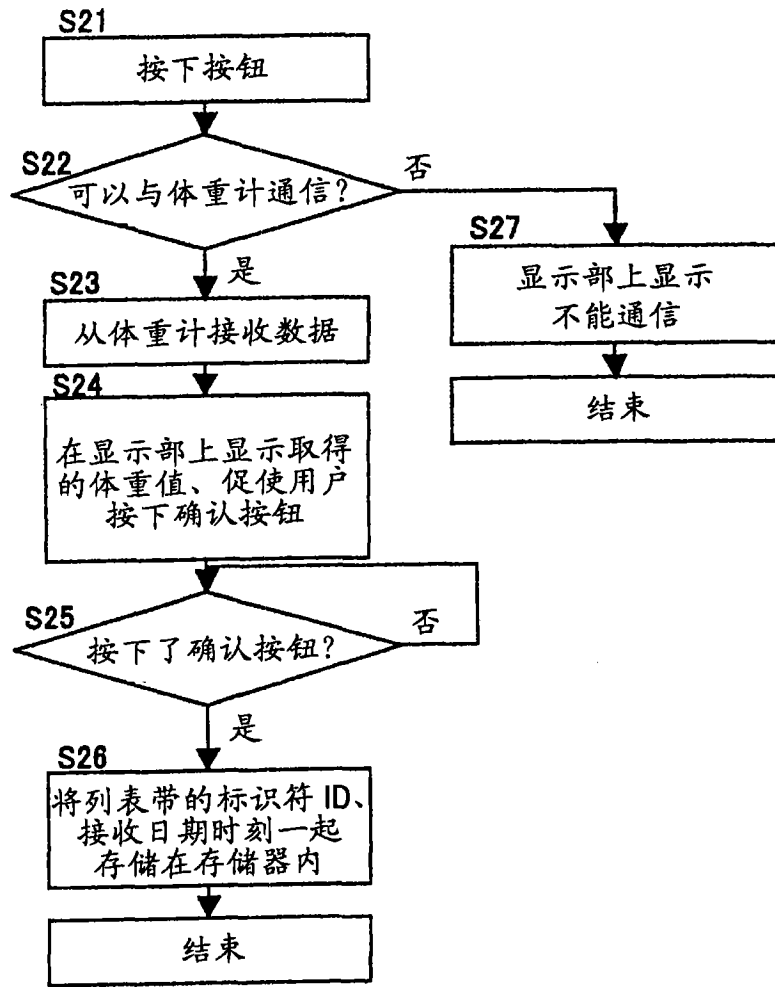 S21
按下按钮
S22
可以与体重计通信?
否
是
S27
显示部上显示
不能通信
结束
S23
从体重计接收数据
S24
在显示部上显示取得
的体重值、促使用户
按下确认按钮
S25
按下了确认按钮?
否
是
S26
将列表带的标识符 ID、
接收日期时刻一起
存储在存储器内
结束